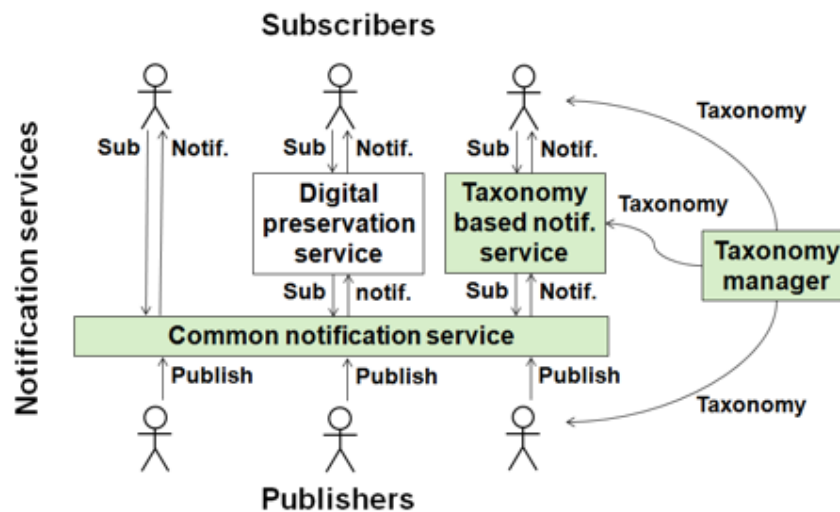 Subscribers
Notification services
Taxonomy
Sub
Notif.
Sub
Notif.
Sub
Notif.
Digital
preservation
service
Taxonomy
based notif.
service
Taxonomy
Taxonomy
manager
Sub
notif.
Sub
Notif.
Common notification service
Publish
Publish
Publish
Taxonomy
Publishers